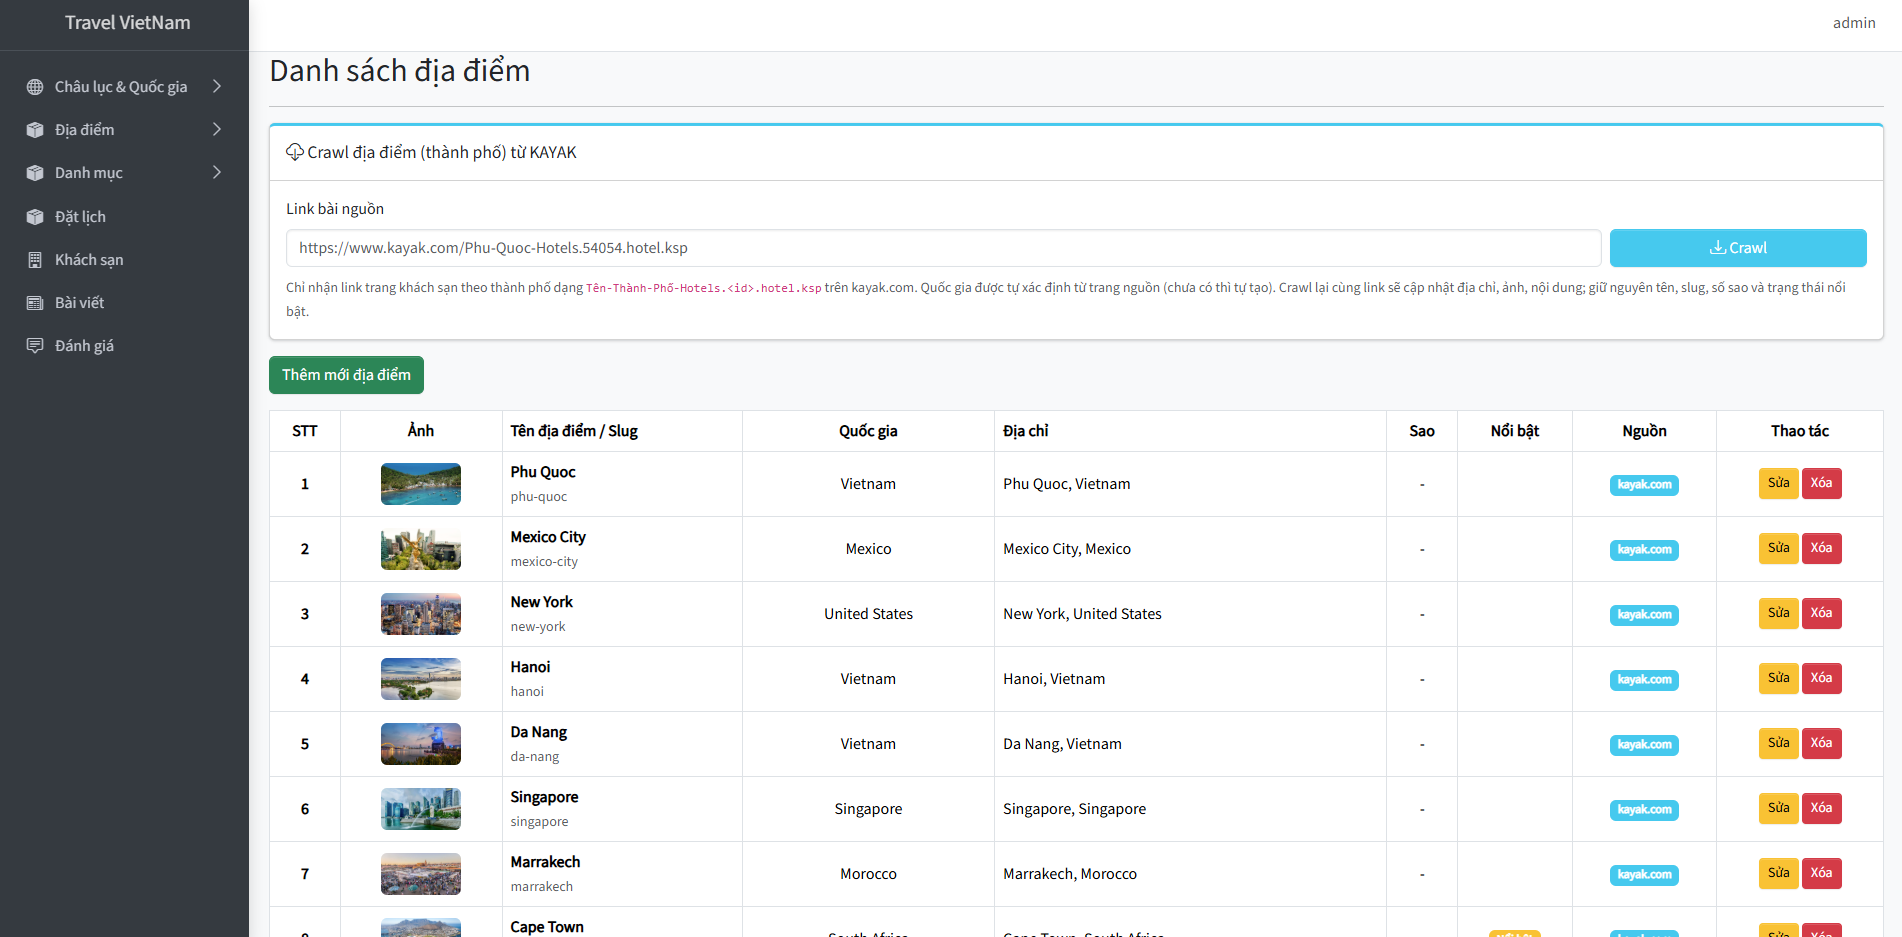 Travel VietNam
admin
Châu lục & Quốc gia
Địa điểm
Danh mục
Đặt lịch
Khách sạn
Bài viết
Đánh giá
Danh sách địa điểm
Crawl địa điểm (thành phố) từ KAYAK
Link bài nguồn
https://www.kayak.com/Phu-Quoc-Hotels.54054.hotel.ksp
Crawl
Chỉ nhận link trang khách sạn theo thành phố dạng Tên-Thành-Phố-Hotels.<id>.hotel.ksp trên kayak.com. Quốc gia được tự xác định từ trang nguồn (chưa có thì tự tạo). Crawl lại cùng link sẽ cập nhật địa chỉ, ảnh, nội dung; giữ nguyên tên, slug, số sao và trạng thái nổi
bật.
Thêm mới địa điểm
STT Ảnh Tên địa điểm / Slug Quốc gia Địa chỉ Sao Nổi bật Nguồn Thao tác
1 Phu Quoc Vietnam Phu Quoc, Vietnam - kayak.com Sửa Xóa
phu-quoc
2 Mexico City Mexico Mexico City, Mexico - kayak.com Sửa Xóa
mexico-city
3 New York United States New York, United States - kayak.com Sửa Xóa
new-york
4 Hanoi Vietnam Hanoi, Vietnam - kayak.com Sửa Xóa
hanoi
5 Da Nang Vietnam Da Nang, Vietnam - kayak.com Sửa Xóa
da-nang
6 Singapore Singapore Singapore, Singapore - kayak.com Sửa Xóa
singapore
7 Marrakech Morocco Marrakech, Morocco - kayak.com Sửa Xóa
marrakech
Cape Town